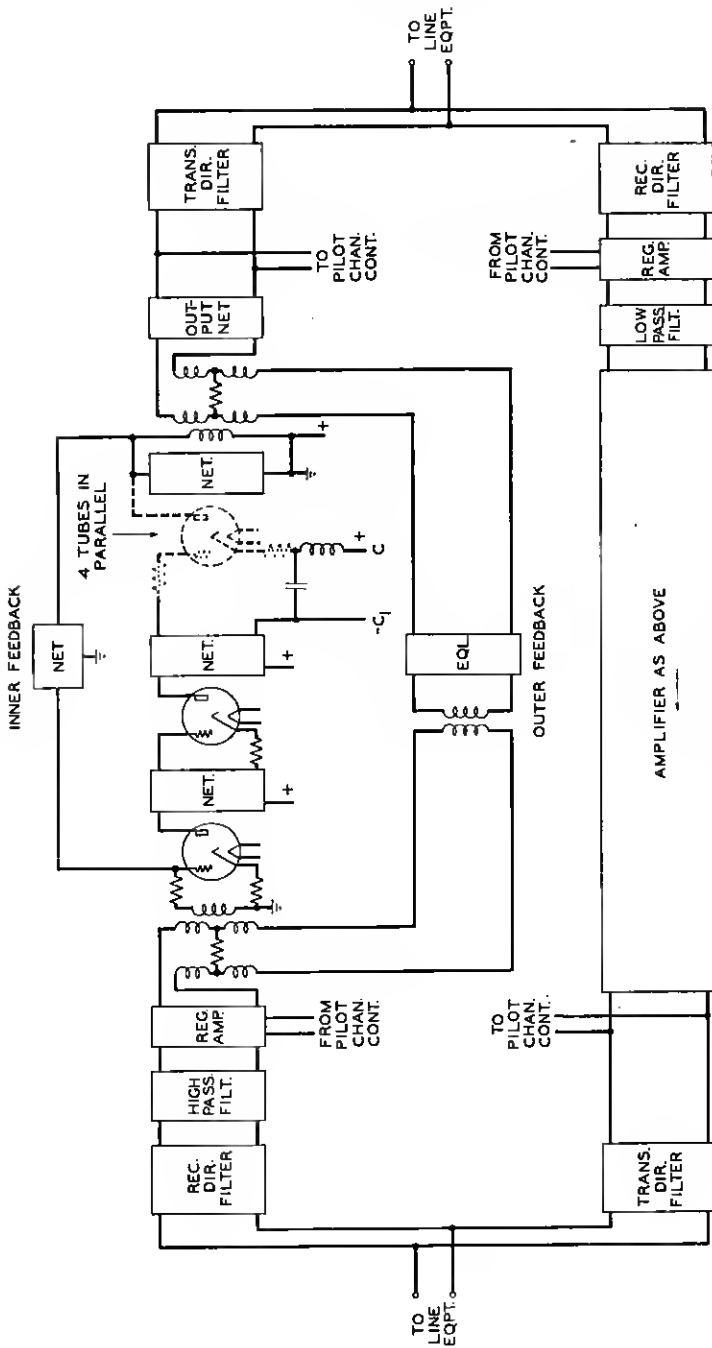 INNER FEEDBACK
NET
4 TUBES IN
PARALLEL
TO
LINE
EQPT.
REC.
DIR.
FILTER
HIGH
PASS
FILT.
REG.
AMP.
FROM
PILOT
CHAN.
CONT.
NET.
+
NET.
+
-C₁
+
C
NET.
+
OUT-
PUT
NET
TO
PILOT
CHAN.
CONT.
TRANS.
DIR.
FILTER
TO
LINE
EQPT.
EQL
OUTER FEEDBACK
TRANS.
DIR.
FILTER
TO
PILOT
CHAN.
CONT.
AMPLIFIER AS ABOVE
LOW
PASS
FILT.
REG.
AMP.
FROM
PILOT
CHAN.
CONT.
REC.
DIR.
FILTER